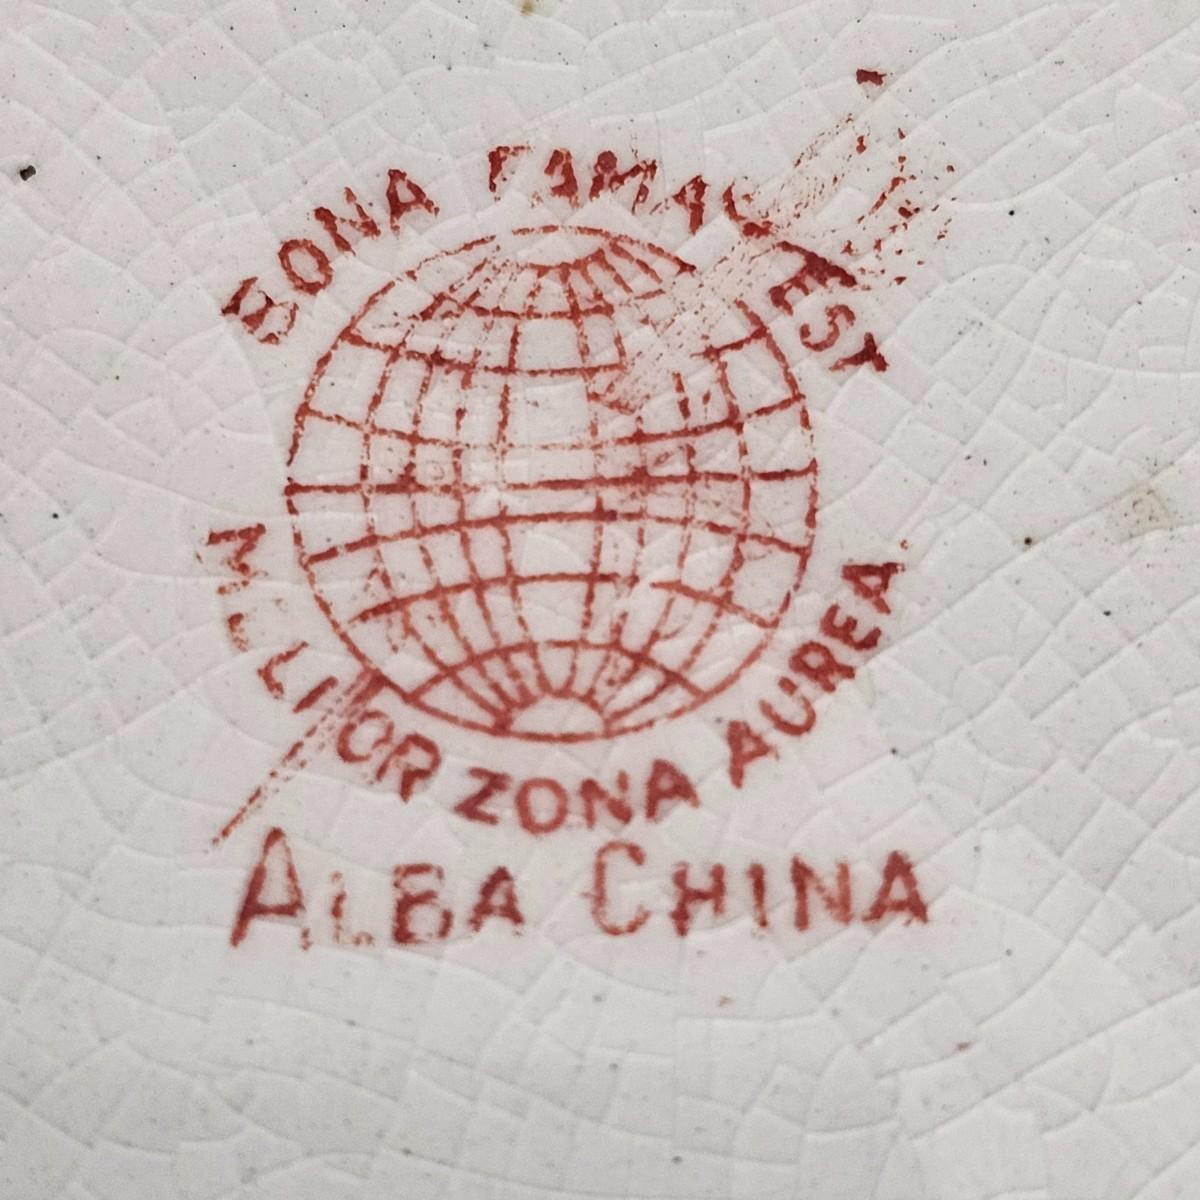 BONA FAMA EST
MELIOR ZONA AUREA
ALBA CHINA